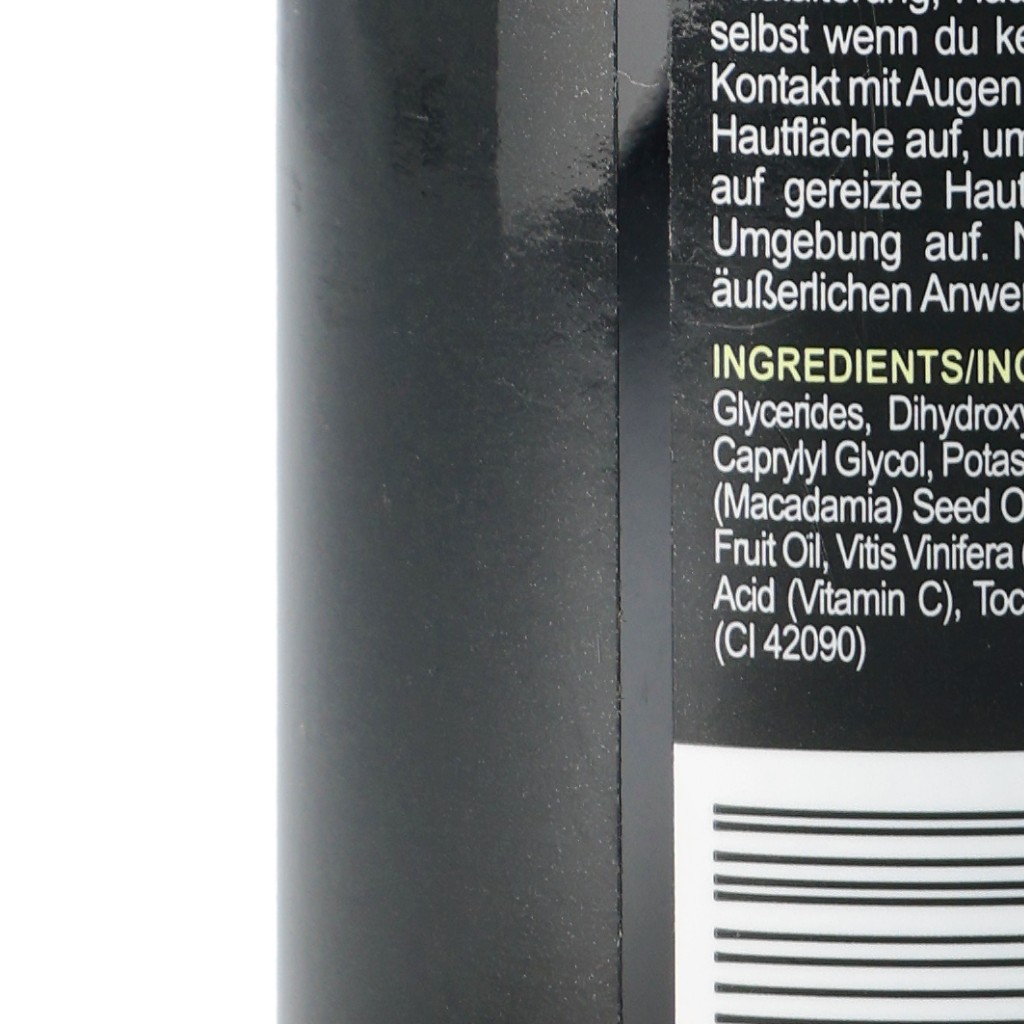 selbst wenn du ke
Kontakt mit Augen
Hautfläche auf, um
auf gereizte Haut
Umgebung auf. N
äußerlichen Anwe
INGREDIENTS/ING
Glycerides, Dihydroxy
Caprylyl Glycol, Potas
(Macadamia) Seed O
Fruit Oil, Vitis Vinifera
Acid (Vitamin C), Toc
(CI 42090)